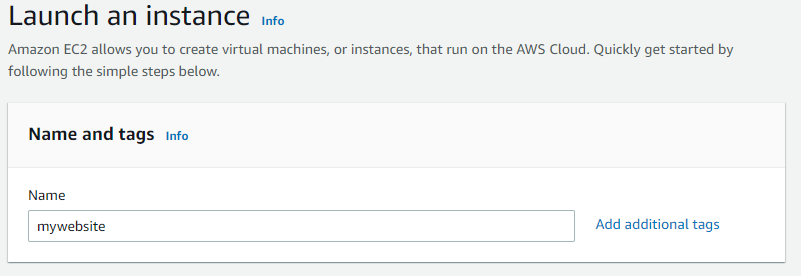 Launch an instance Info
Amazon EC2 allows you to create virtual machines, or instances, that run on the AWS Cloud. Quickly get started by
following the simple steps below.
Name and tags Info
Name
mywebsite Add additional tags